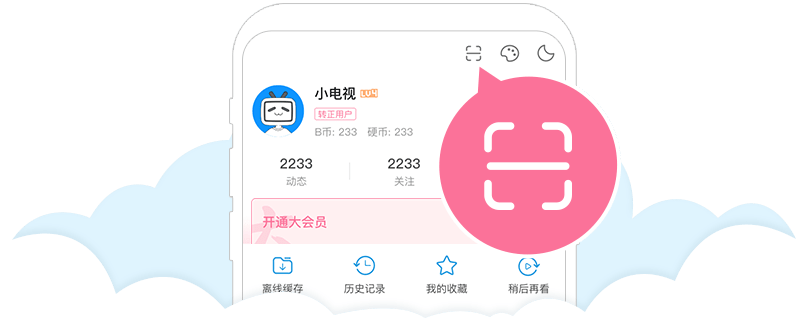 小电视 LV4
转正用户
B币: 233 硬币: 233
2233 2233
动态 关注
开通大会员
离线缓存 历史记录 我的收藏 稍后再看